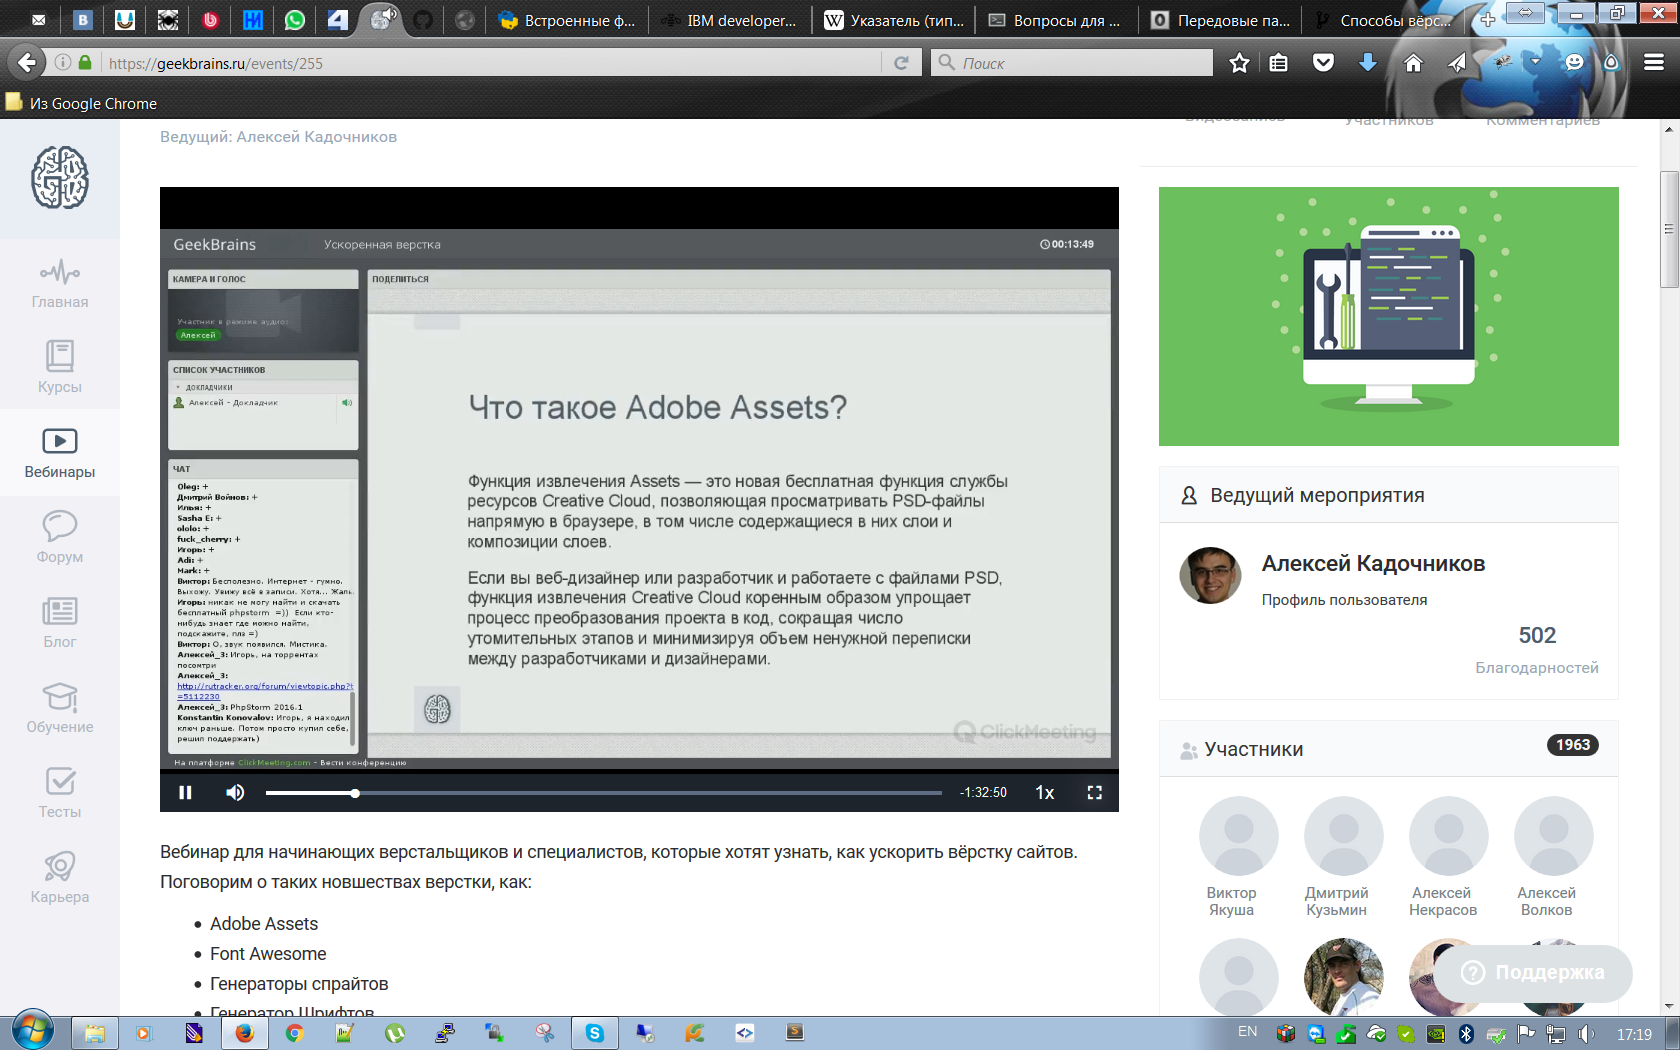 Встроенные ф...
IBM developer...
Указатель (тип...
Вопросы для ...
Передовые па...
Способы вёрс...
https://geekbrains.ru/events/255
Поиск
Из Google Chrome
Главная
Курсы
Вебинары
Форум
Блог
Обучение
Тесты
Карьера
Ведущий: Алексей Кадочников
Видеозаписв
Участников
Комментариев
GeekBrains
Ускоренная верстка
00:13:49
КАМЕРА И ГОЛОС
Участник в режиме аудио:
Алексей
СПИСОК УЧАСТНИКОВ
ДОКЛАДЧИКИ
Алексей - Докладчик
ЧАТ
Oleg: +
Дмитрий Войнов: +
Илья: +
Sasha E: +
ololo: +
fuck_cherry: +
Игорь: +
Adi: +
Mark: +
Виктор: Бесполезно. Интернет - гумно.
Выхожу. Увижу всё в записи. Хотя... Жаль.
Игорь: никак не могу найти и скачать
бесплатный phpstorm =)) Если кто-
нибудь знает где можно найти,
подскажите, плз =)
Виктор: О, звук появился. Мистика.
Алексей_3: Игорь, на торрентах
посомтри
Алексей_3:
http://rutracker.org/forum/viewtopic.php?t
=5112230
Алексей_3: PhpStorm 2016.1
Konstantin Konovalov: Игорь, я находил
ключ раньше. Потом просто купил себе,
решил поддержать)
ПОДЕЛИТЬСЯ
Что такое Adobe Assets?
Функция извлечения Assets — это новая бесплатная функция службы
ресурсов Creative Cloud, позволяющая просматривать PSD-файлы
напрямую в браузере, в том числе содержащиеся в них слои и
композиции слоев.
Если вы веб-дизайнер или разработчик и работаете с файлами PSD,
функция извлечения Creative Cloud коренным образом упрощает
процесс преобразования проекта в код, сокращая число
утомительных этапов и минимизируя объем ненужной переписки
между разработчиками и дизайнерами.
ClickMeeting
На платформе ClickMeeting.com - Вести конференцию
-1:32:50
1x
Вебинар для начинающих верстальщиков и специалистов, которые хотят узнать, как ускорить вёрстку сайтов.
Поговорим о таких новшествах верстки, как:
Adobe Assets
Font Awesome
Генераторы спрайтов
Генератор Шрифтов
Ведущий мероприятия
Алексей Кадочников
Профиль пользователя
502
Благодарностей
Участники
1963
Виктор
Якуша
Дмитрий
Кузьмин
Алексей
Некрасов
Алексей
Волков
Поддержка
EN
17:19